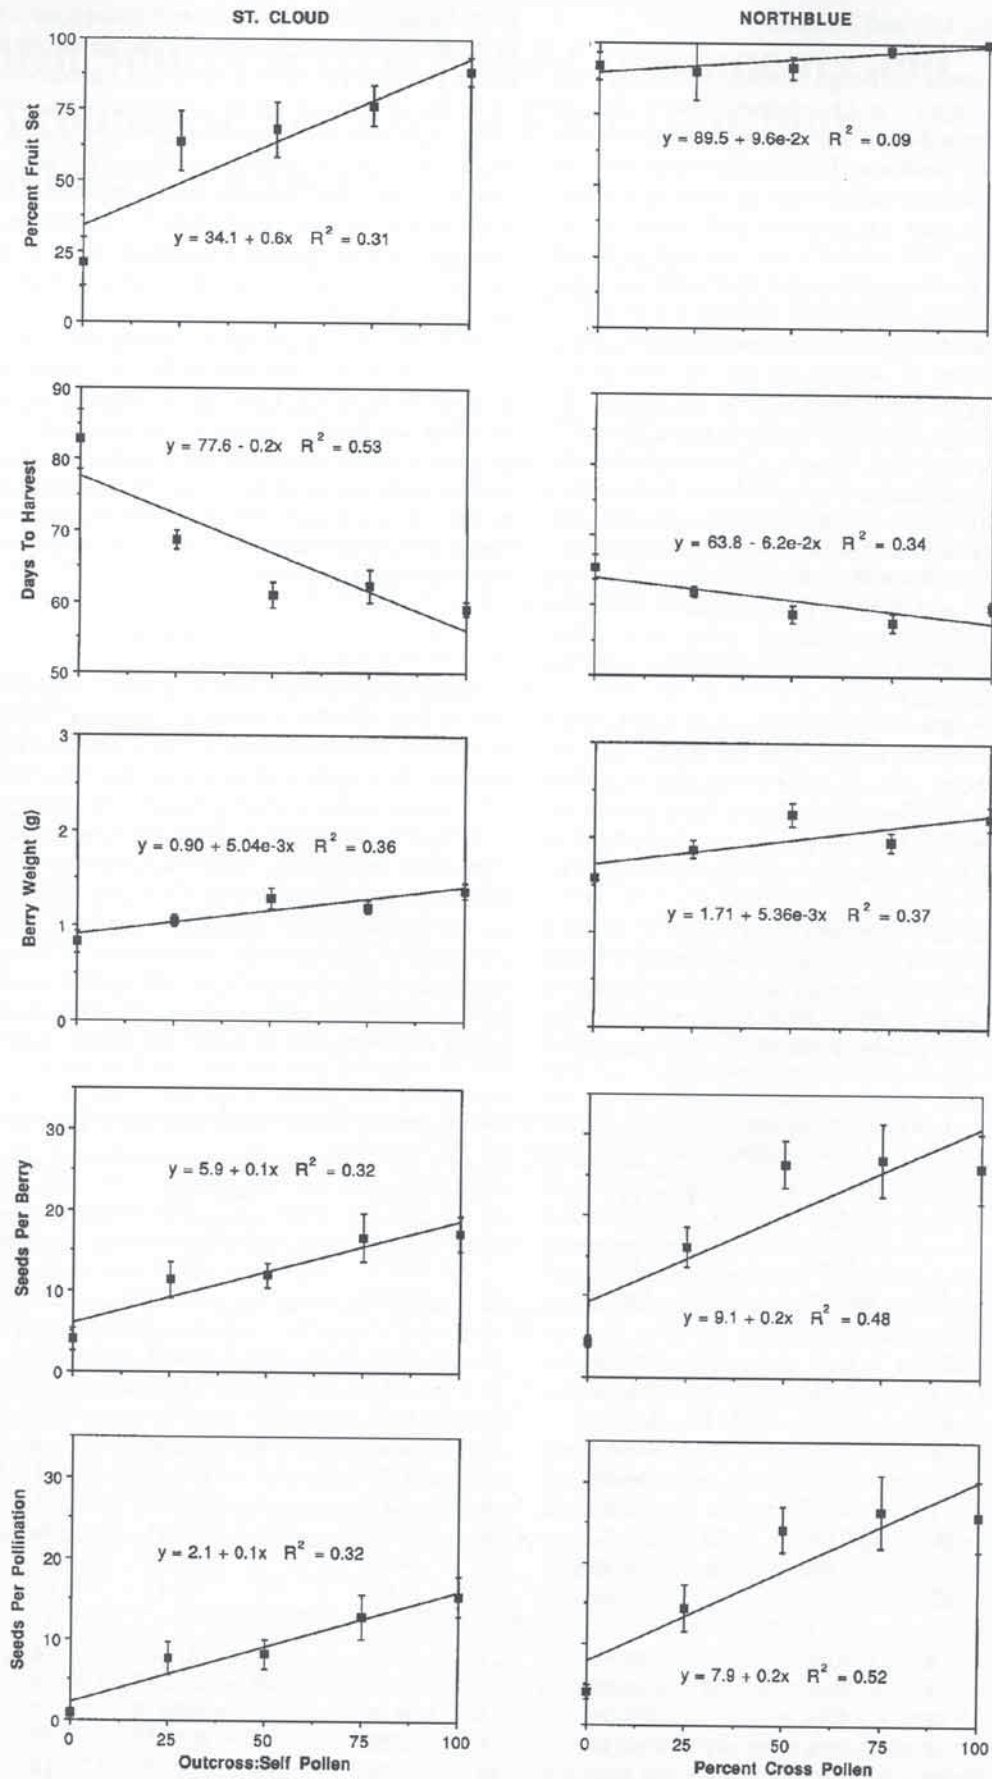 ST. CLOUD
NORTHBLUE
Percent Fruit Set
100
75
50
25
0
y = 34.1 + 0.6x R² = 0.31
y = 89.5 + 9.6e-2x R² = 0.09
Days To Harvest
90
80
70
60
50
y = 77.6 - 0.2x R² = 0.53
y = 63.8 - 6.2e-2x R² = 0.34
Berry Weight (g)
3
2
1
0
y = 0.90 + 5.04e-3x R² = 0.36
y = 1.71 + 5.36e-3x R² = 0.37
Seeds Per Berry
30
20
10
0
y = 5.9 + 0.1x R² = 0.32
y = 9.1 + 0.2x R² = 0.48
Seeds Per Pollination
30
20
10
0
y = 2.1 + 0.1x R² = 0.32
y = 7.9 + 0.2x R² = 0.52
0 25 50 75 100
Outcross:Self Pollen
0 25 50 75 100
Percent Cross Pollen